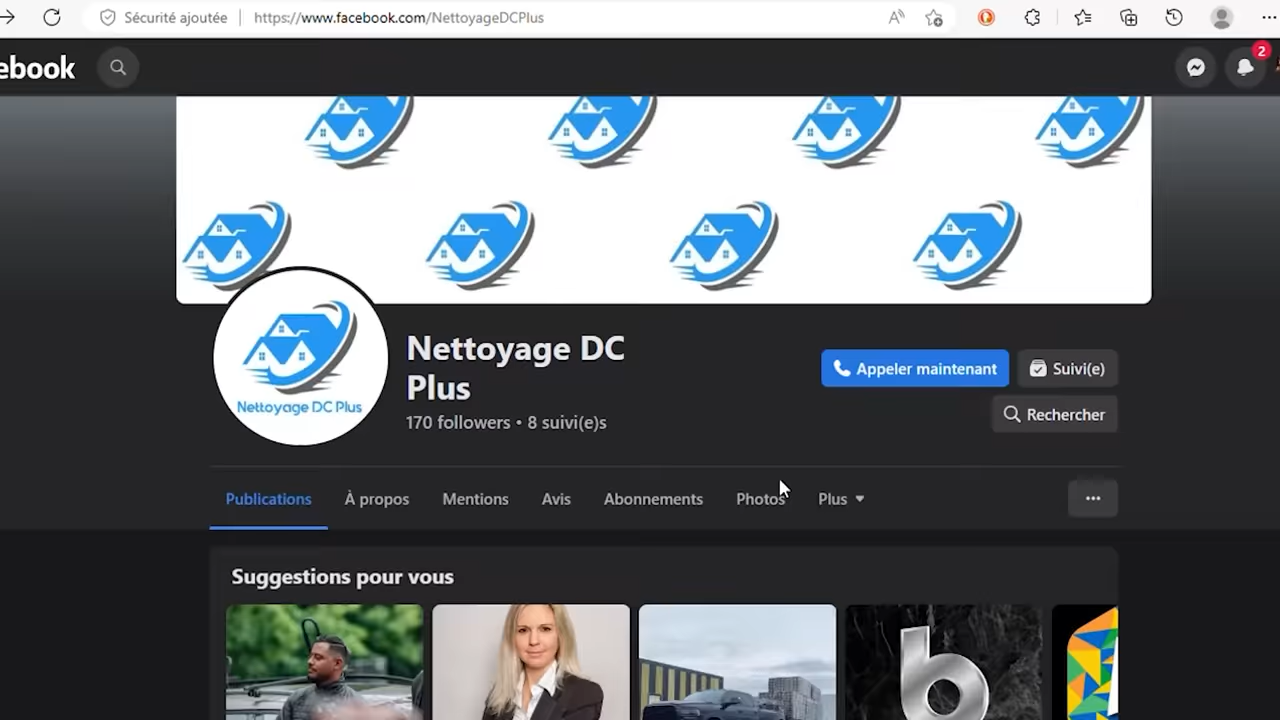 Sécurité ajoutée
https://www.facebook.com/NettoyageDCPlus
2
ebook
Nettoyage DC Plus
Nettoyage DC
Plus
170 followers • 8 suivi(e)s
Appeler maintenant
Suivi(e)
Rechercher
Publications
À propos
Mentions
Avis
Abonnements
Photos
Plus
Suggestions pour vous
b